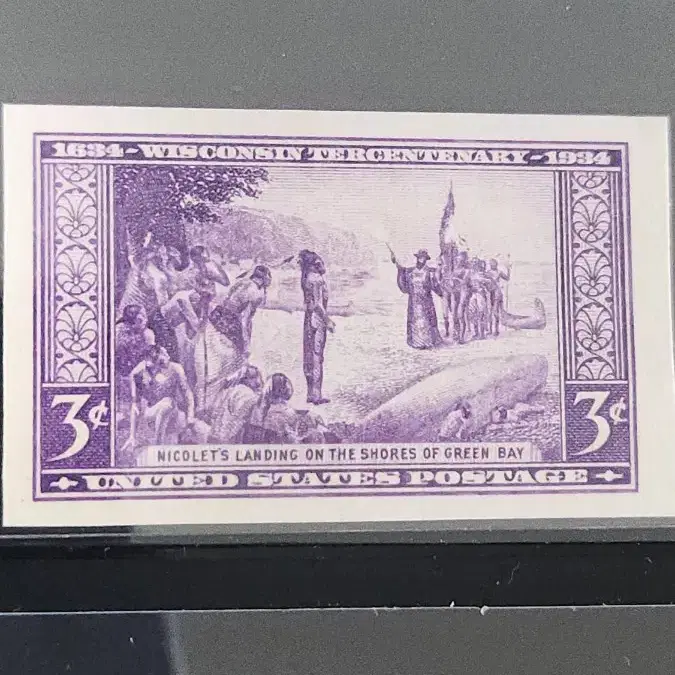 1634-WISCONSIN TERCENTENARY-1934
3¢ 3¢
NICOLET'S LANDING ON THE SHORES OF GREEN BAY
UNITED STATES POSTAGE